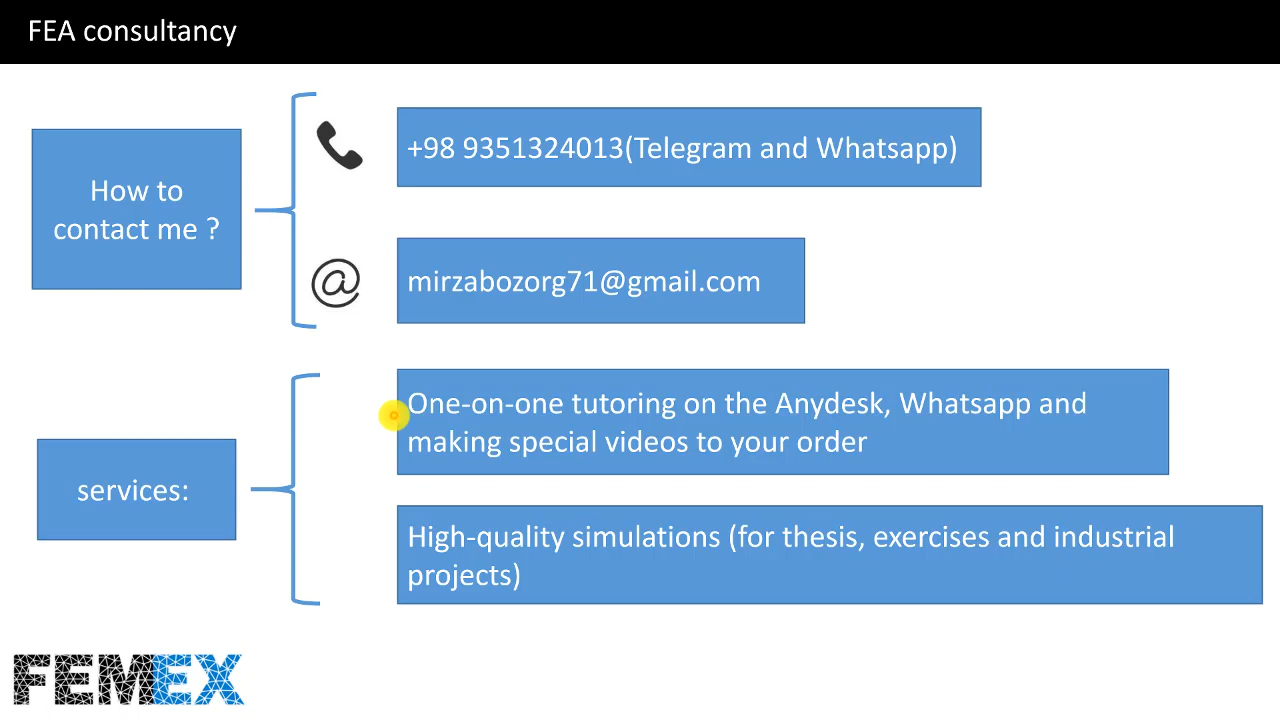 FEA consultancy
How to
contact me ?
+98 9351324013(Telegram and Whatsapp)
@
mirzabozorg71@gmail.com
services:
One-on-one tutoring on the Anydesk, Whatsapp and
making special videos to your order
High-quality simulations (for thesis, exercises and industrial
projects)
FEMEX